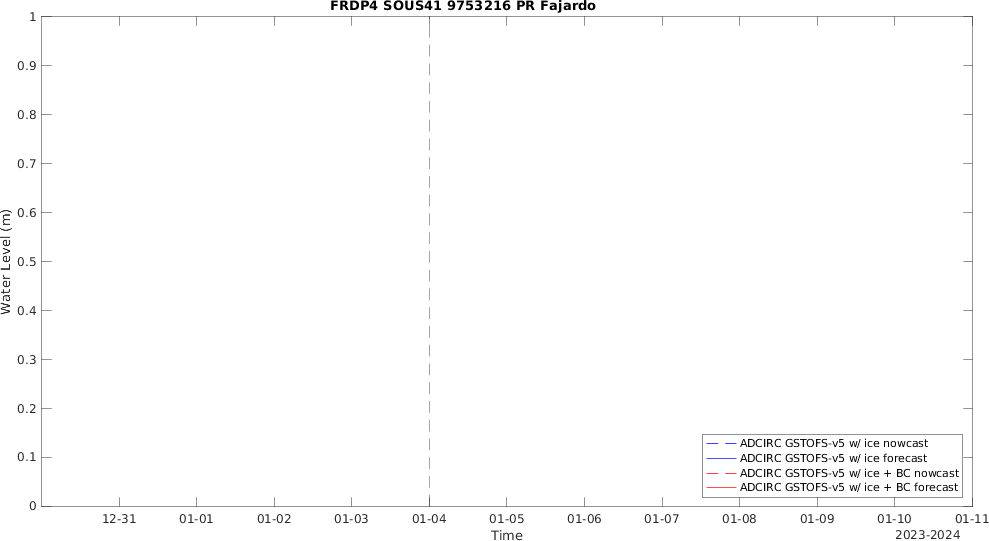 FRDP4 SOUS41 9753216 PR Fajardo
1
0.9
0.8
0.7
0.6
0.5
0.4
0.3
0.2
0.1
0
Water Level (m)
ADCIRC GSTOFS-v5 w/ ice nowcast
ADCIRC GSTOFS-v5 w/ ice forecast
ADCIRC GSTOFS-v5 w/ ice + BC nowcast
ADCIRC GSTOFS-v5 w/ ice + BC forecast
12-31 01-01 01-02 01-03 01-04 01-05 01-06 01-07 01-08 01-09 01-10 01-11
Time
2023-2024